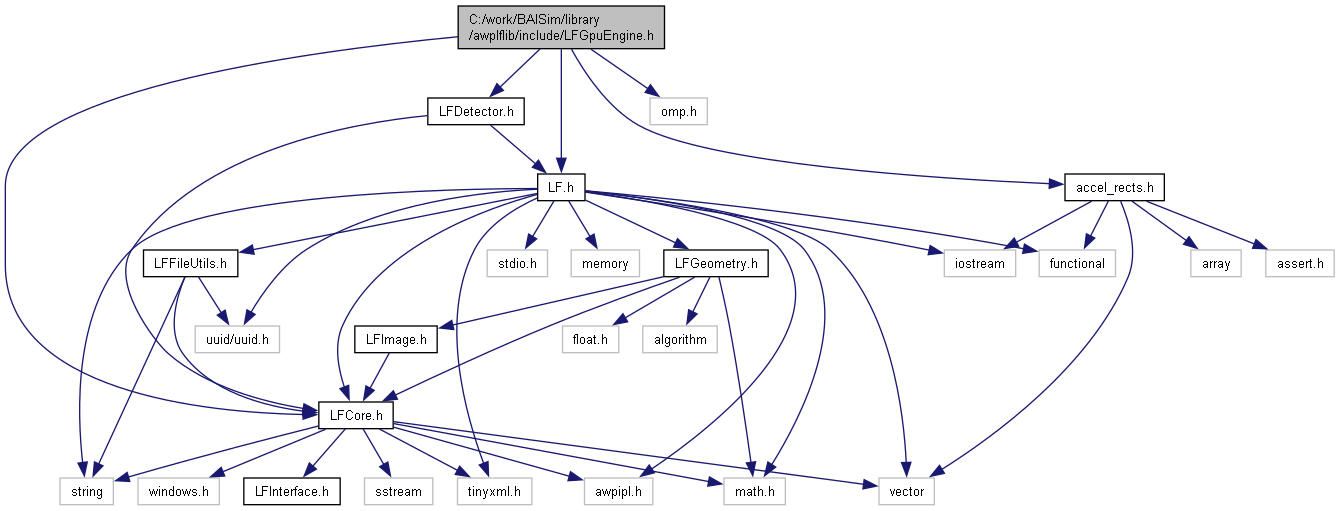 C:/work/BAISim/library
/awplflib/include/LFGpuEngine.h
LFDetector.h
omp.h
LF.h
accel_rects.h
LFFileUtils.h
stdio.h
memory
LFGeometry.h
iostream
functional
array
assert.h
uuid/uuid.h
LFImage.h
float.h
algorithm
LFCore.h
string
windows.h
LFInterface.h
sstream
tinyxml.h
awpipl.h
math.h
vector